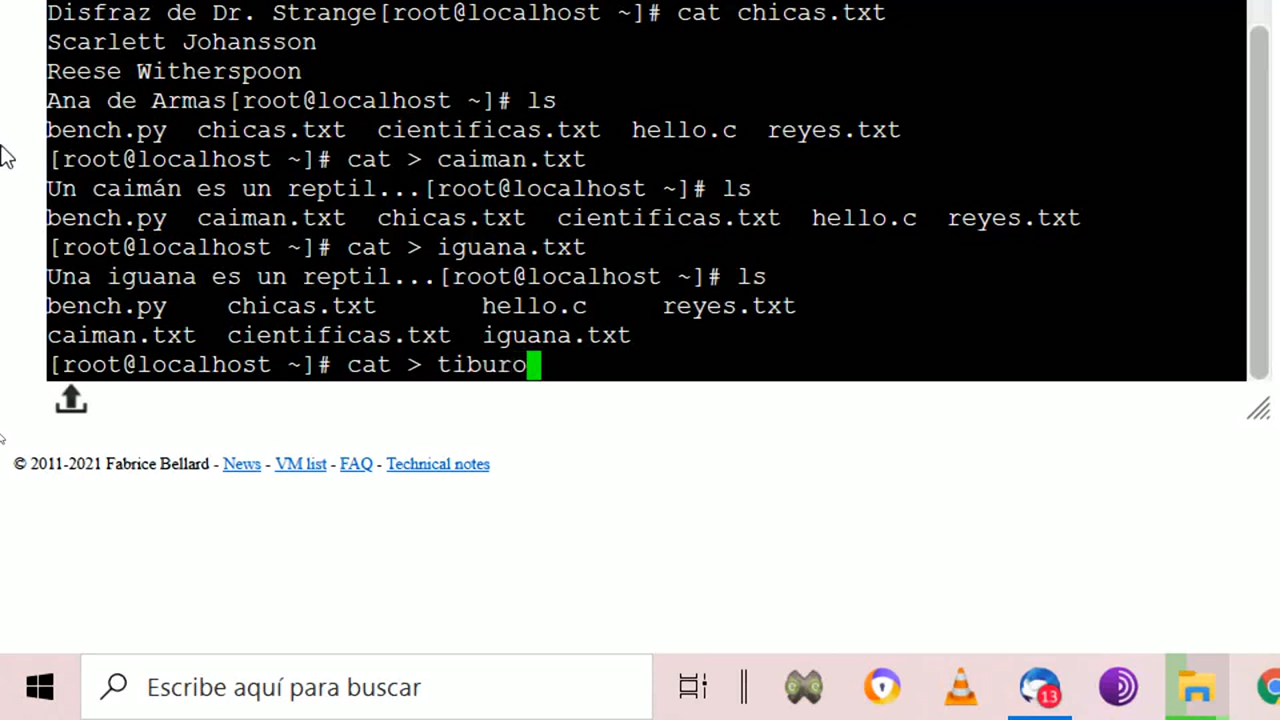 Disfraz de Dr. Strange[root@localhost ~]# cat chicas.txt
Scarlett Johansson
Reese Witherspoon
Ana de Armas[root@localhost ~]# ls
bench.py  chicas.txt  cientificas.txt  hello.c  reyes.txt
[root@localhost ~]# cat > caiman.txt
Un caimán es un reptil...[root@localhost ~]# ls
bench.py  caiman.txt  chicas.txt  cientificas.txt  hello.c  reyes.txt
[root@localhost ~]# cat > iguana.txt
Una iguana es un reptil...[root@localhost ~]# ls
bench.py    chicas.txt       hello.c     reyes.txt
caiman.txt  cientificas.txt  iguana.txt
[root@localhost ~]# cat > tiburo
© 2011-2021 Fabrice Bellard - News - VM list - FAQ - Technical notes
Escribe aquí para buscar
13